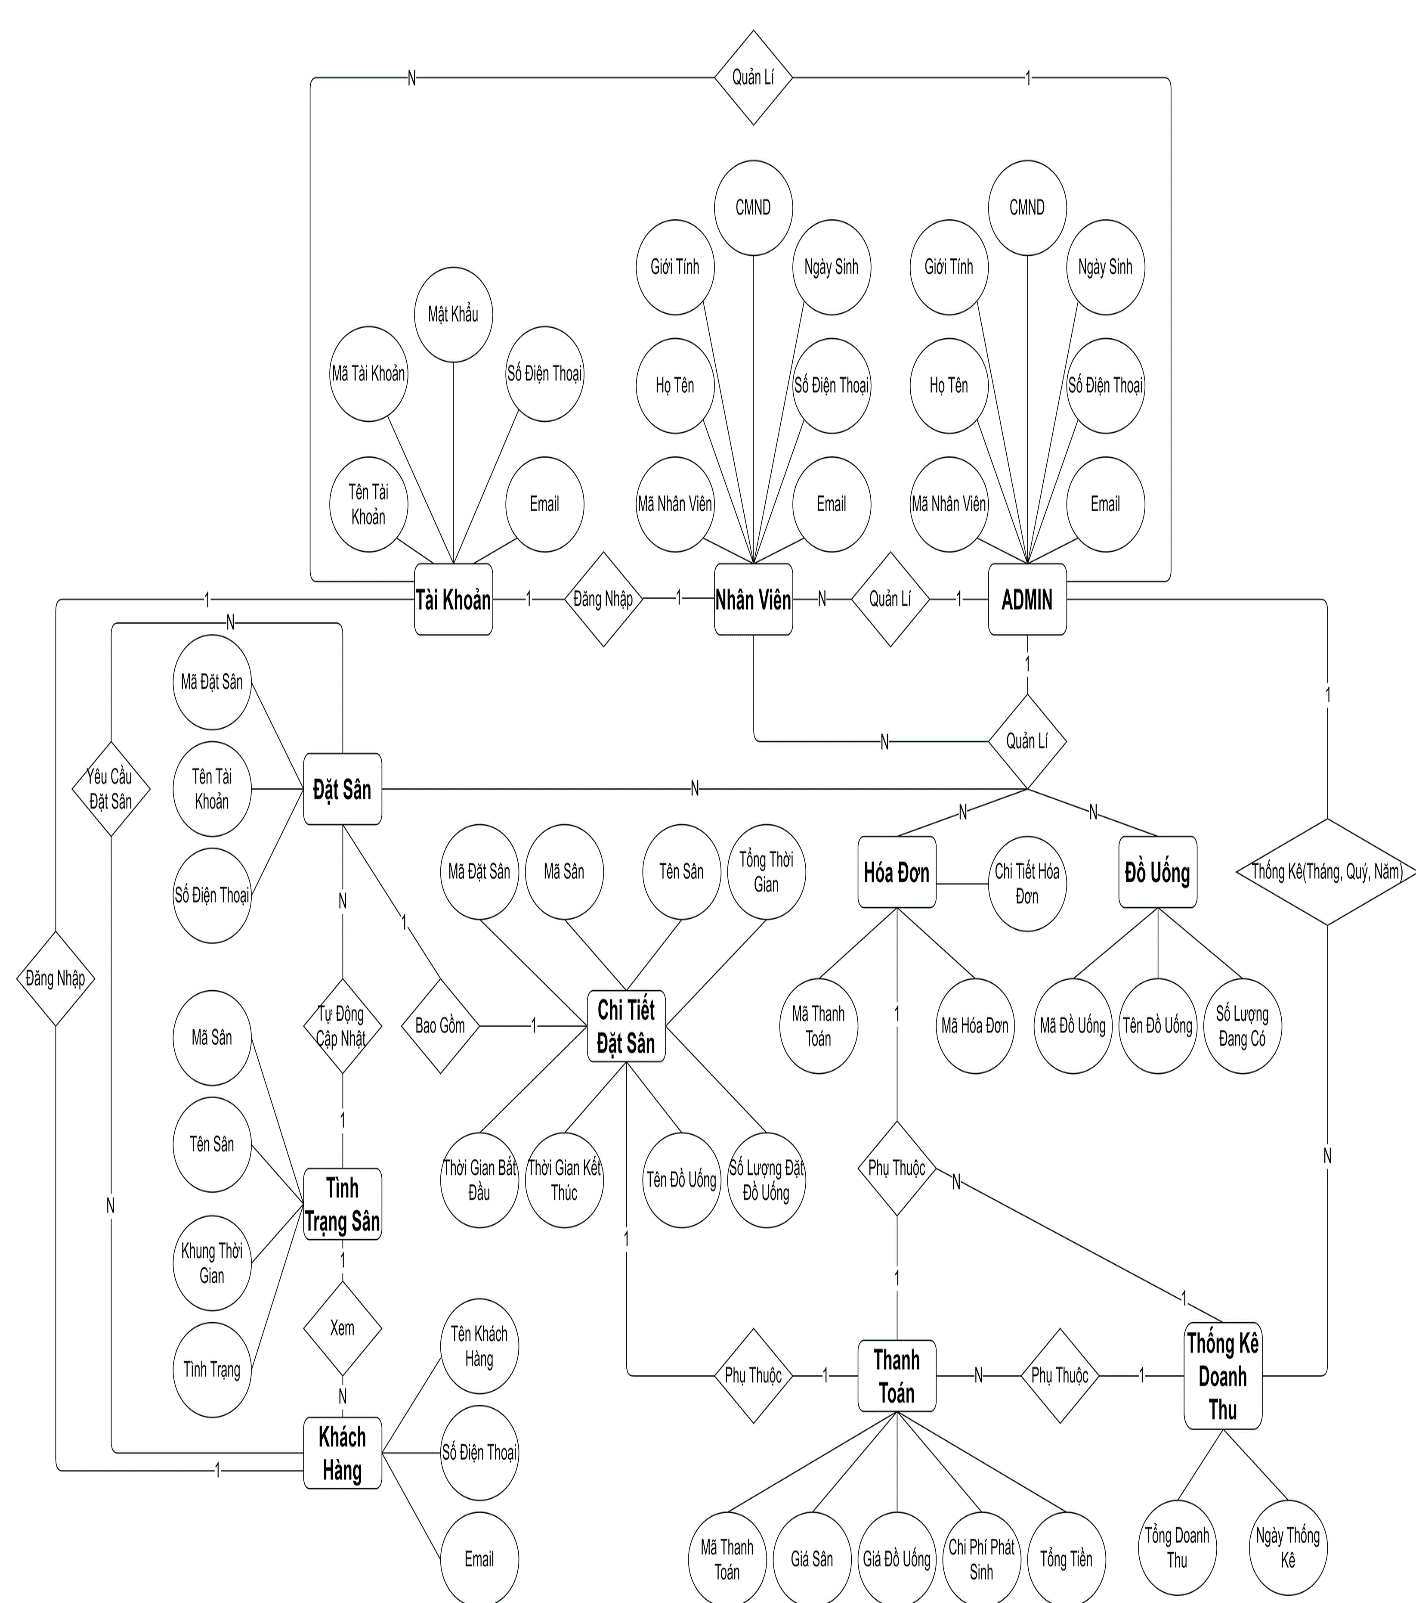 Quản Lí
N
1
CMND
CMND
Giới Tính
Ngày Sinh
Giới Tính
Ngày Sinh
Mật Khẩu
Mã Tài Khoản
Số Điện Thoại
Họ Tên
Số Điện Thoại
Họ Tên
Số Điện Thoại
Tên Tài
Khoản
Email
Mã Nhân Viên
Email
Mã Nhân Viên
Email
Tài Khoản
1
Đăng Nhập
1
Nhân Viên
N
Quản Lí
1
ADMIN
1
N
1
1
Mã Đặt Sân
Quản Lí
N
Yêu Cầu
Đặt Sân
Tên Tài
Khoản
Đặt Sân
N
N
N
Số Điện Thoại
N
1
Mã Đặt Sân
Mã Sân
Tên Sân
Tổng Thời
Gian
Hóa Đơn
Chi Tiết Hóa
Đơn
Đồ Uống
Thống Kê(Tháng, Quý, Năm)
Đăng Nhập
Mã Sân
Tự Động
Cập Nhật
Bao Gồm
1
Chi Tiết
Đặt Sân
Mã Thanh
Toán
1
Mã Hóa Đơn
Mã Đồ Uống
Tên Đồ Uống
Số Lượng
Đang Có
1
Tên Sân
Thời Gian Bắt
Đầu
Thời Gian Kết
Thúc
Tên Đồ Uống
Số Lượng Đặt
Đồ Uống
Phụ Thuộc
N
N
N
Tình
Trạng Sân
Khung Thời
Gian
1
1
1
1
Xem
Tình Trạng
N
Tên Khách
Hàng
Phụ Thuộc
1
Thanh
Toán
N
Phụ Thuộc
1
Thống Kê
Doanh
Thu
Khách
Hàng
1
Số Điện Thoại
Email
Mã Thanh
Toán
Giá Sân
Giá Đồ Uống
Chi Phí Phát
Sinh
Tổng Tiền
Tổng Doanh
Thu
Ngày Thống
Kê